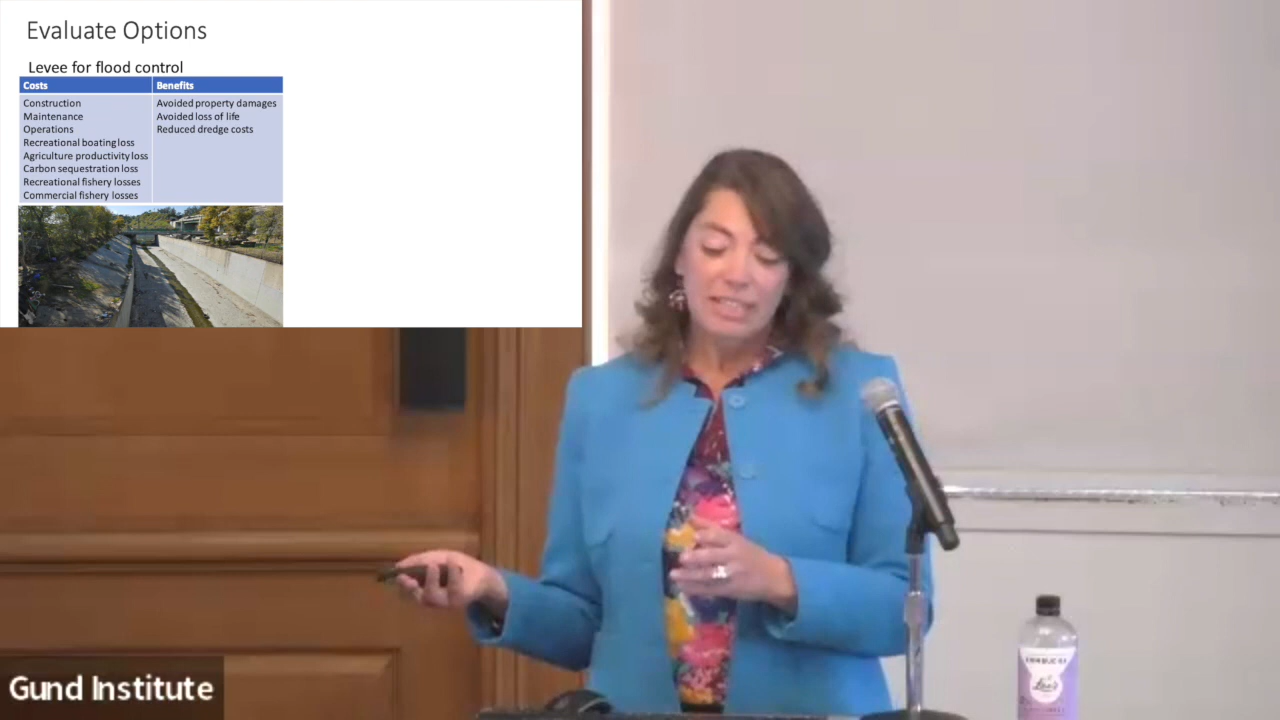 Evaluate Options
Levee for flood control
Costs Benefits
Construction Avoided property damages
Maintenance Avoided loss of life
Operations Reduced dredge costs
Recreational boating loss
Agriculture productivity loss
Carbon sequestration loss
Recreational fishery losses
Commercial fishery losses
Gund Institute